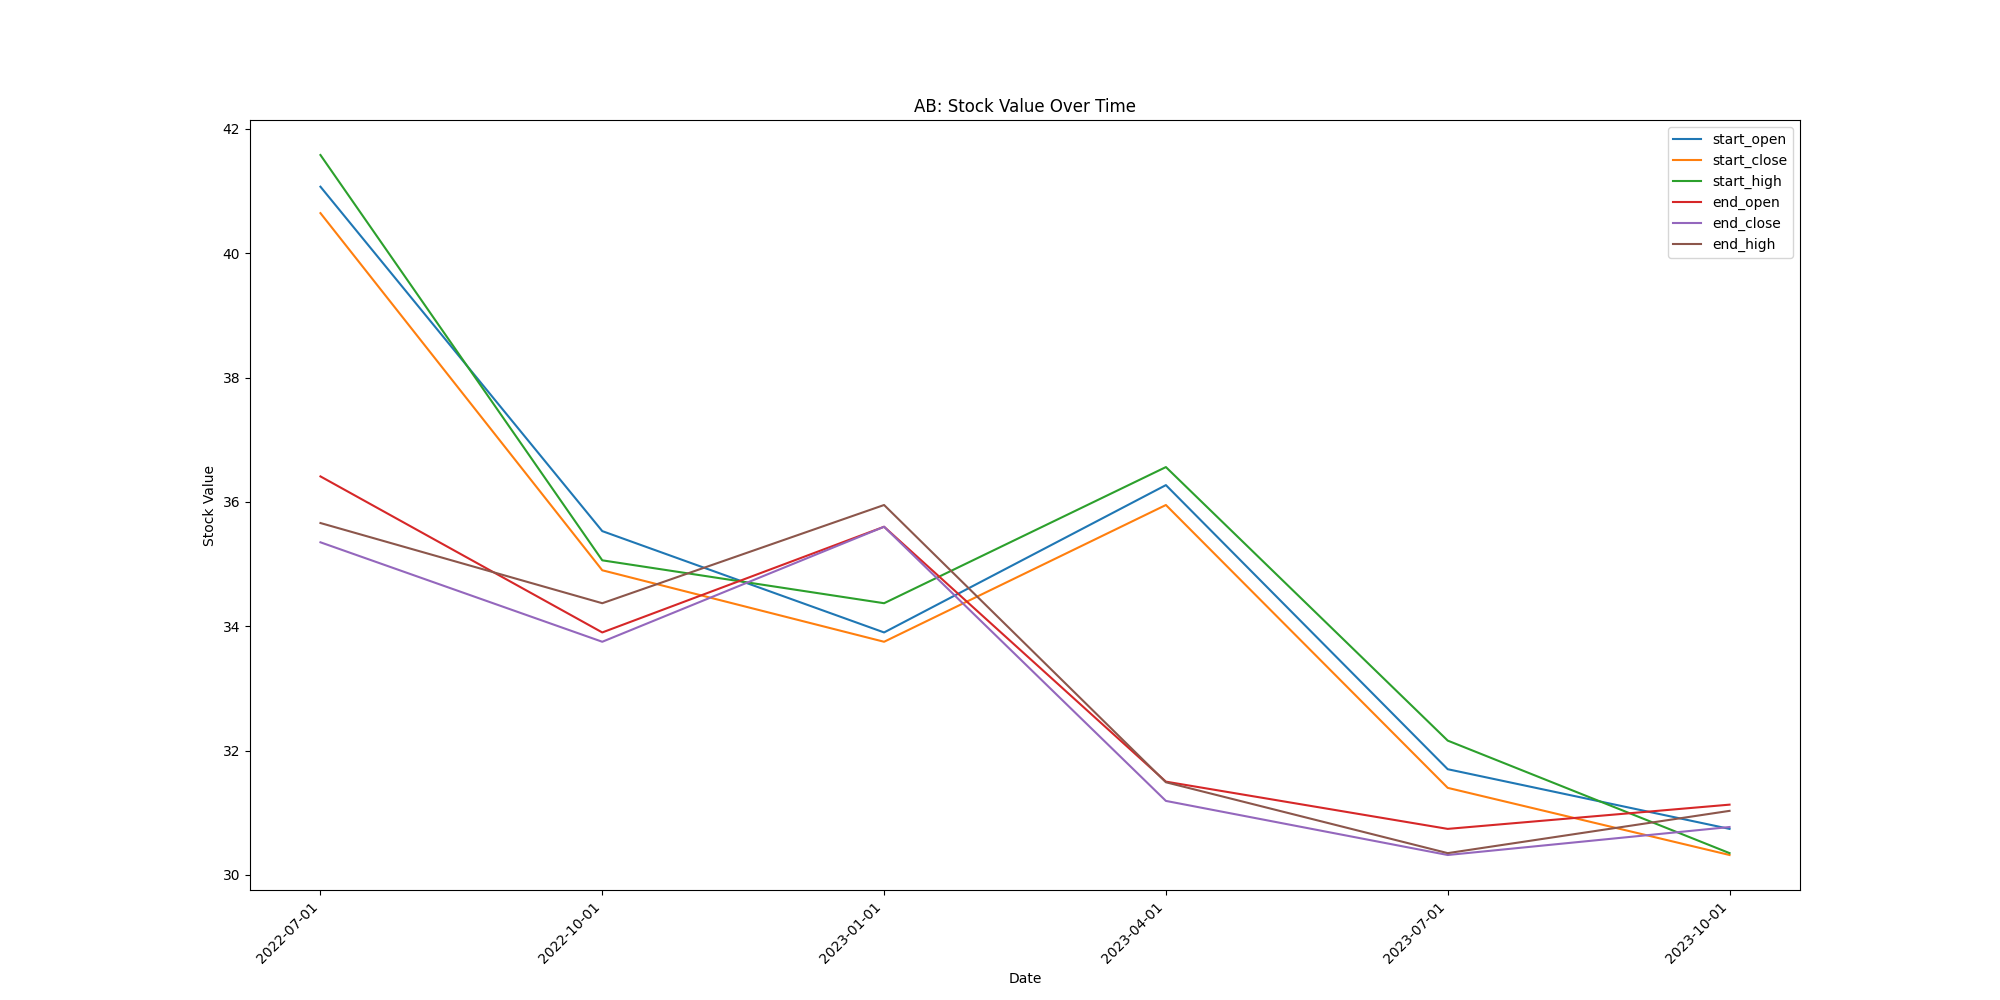 AB: Stock Value Over Time
42
40
38
36
34
32
30
Stock Value
start_open
start_close
start_high
end_open
end_close
end_high
2022-07-01
2022-10-01
2023-01-01
2023-04-01
2023-07-01
2023-10-01
Date